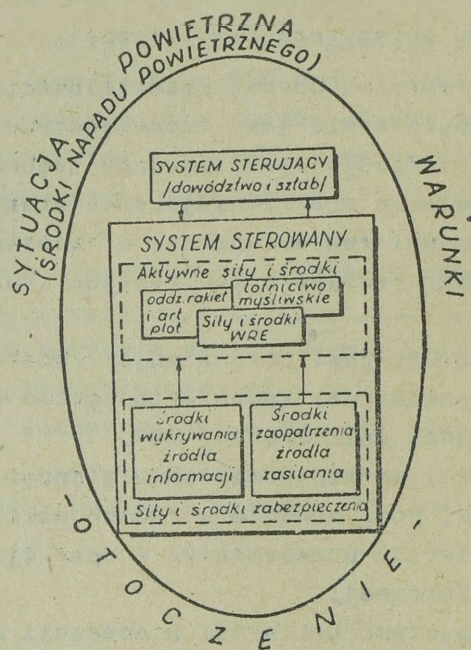 SYTUACJA POWIETRZNA
(ŚRODKI NAPADU POWIETRZNEGO)
WARUNKI
SYSTEM STERUJĄCY
/dowództwo i sztab/
SYSTEM STEROWANY
Aktywne siły i środki
oddz. rakiet
i art
plot
lotnictwo
myśliwskie
Siły i środki
WRE
środki
wykrywania
źródła
informacji
Środki
zaopatrzenia
źródła
zasilania
Siły i środki zabezpieczenia
- OTOCZENIE -